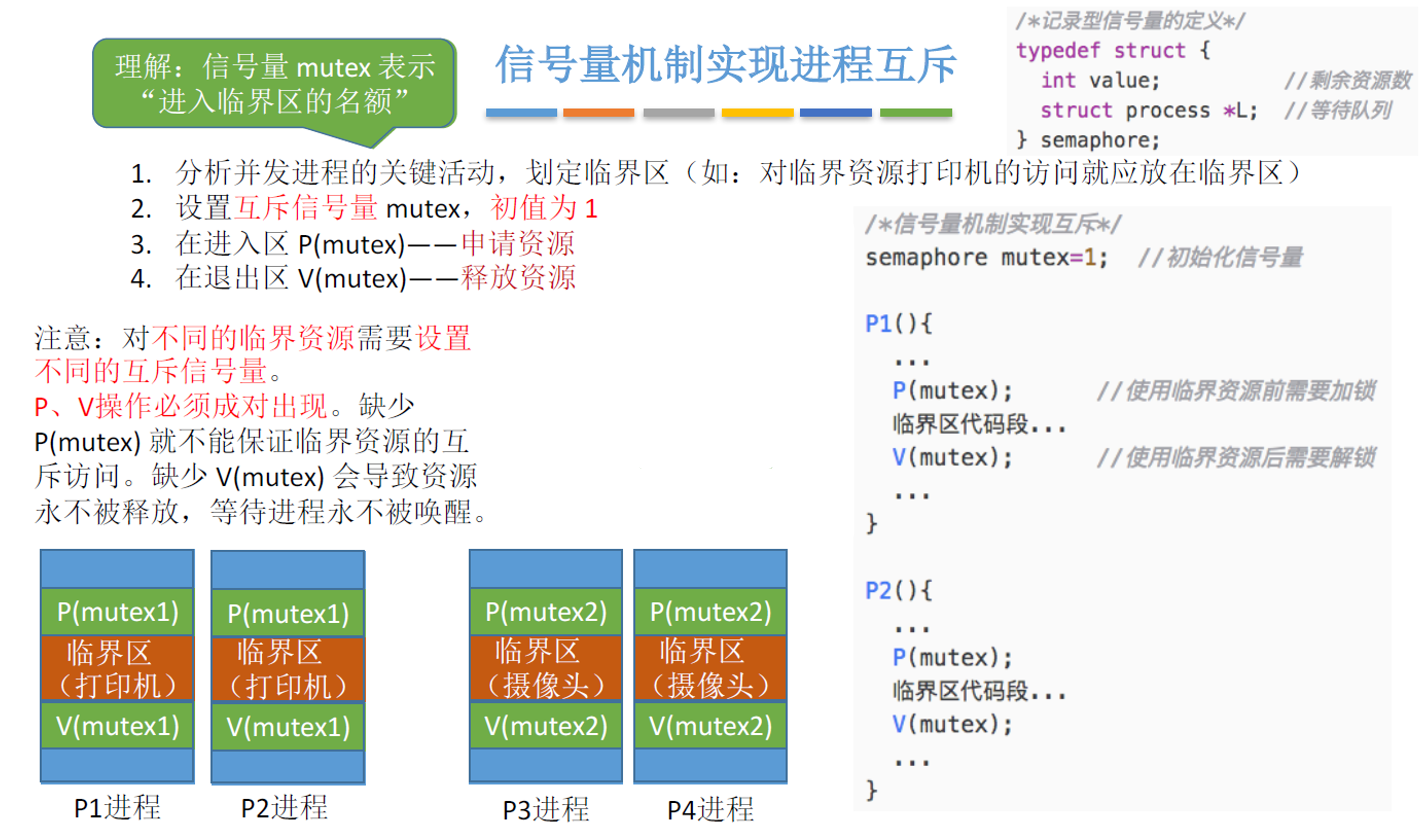 理解：信号量 mutex 表示
“进入临界区的名额”
信号量机制实现进程互斥
/*记录型信号量的定义*/
typedef struct {
int value; //剩余资源数
struct process *L; //等待队列
} semaphore;
1. 分析并发进程的关键活动，划定临界区（如：对临界资源打印机的访问就应放在临界区）
2. 设置互斥信号量 mutex，初值为 1
3. 在进入区 P(mutex)——申请资源
4. 在退出区 V(mutex)——释放资源
注意：对不同的临界资源需要设置
不同的互斥信号量。
P、V操作必须成对出现。缺少
P(mutex) 就不能保证临界资源的互
斥访问。缺少 V(mutex) 会导致资源
永不被释放，等待进程永不被唤醒。
/*信号量机制实现互斥*/
semaphore mutex=1; //初始化信号量
P1(){
...
P(mutex); //使用临界资源前需要加锁
临界区代码段...
V(mutex); //使用临界资源后需要解锁
...
}
P2(){
...
P(mutex);
临界区代码段...
V(mutex);
...
}
P(mutex1)
临界区
（打印机）
V(mutex1)
P1进程
P(mutex1)
临界区
（打印机）
V(mutex1)
P2进程
P(mutex2)
临界区
（摄像头）
V(mutex2)
P3进程
P(mutex2)
临界区
（摄像头）
V(mutex2)
P4进程